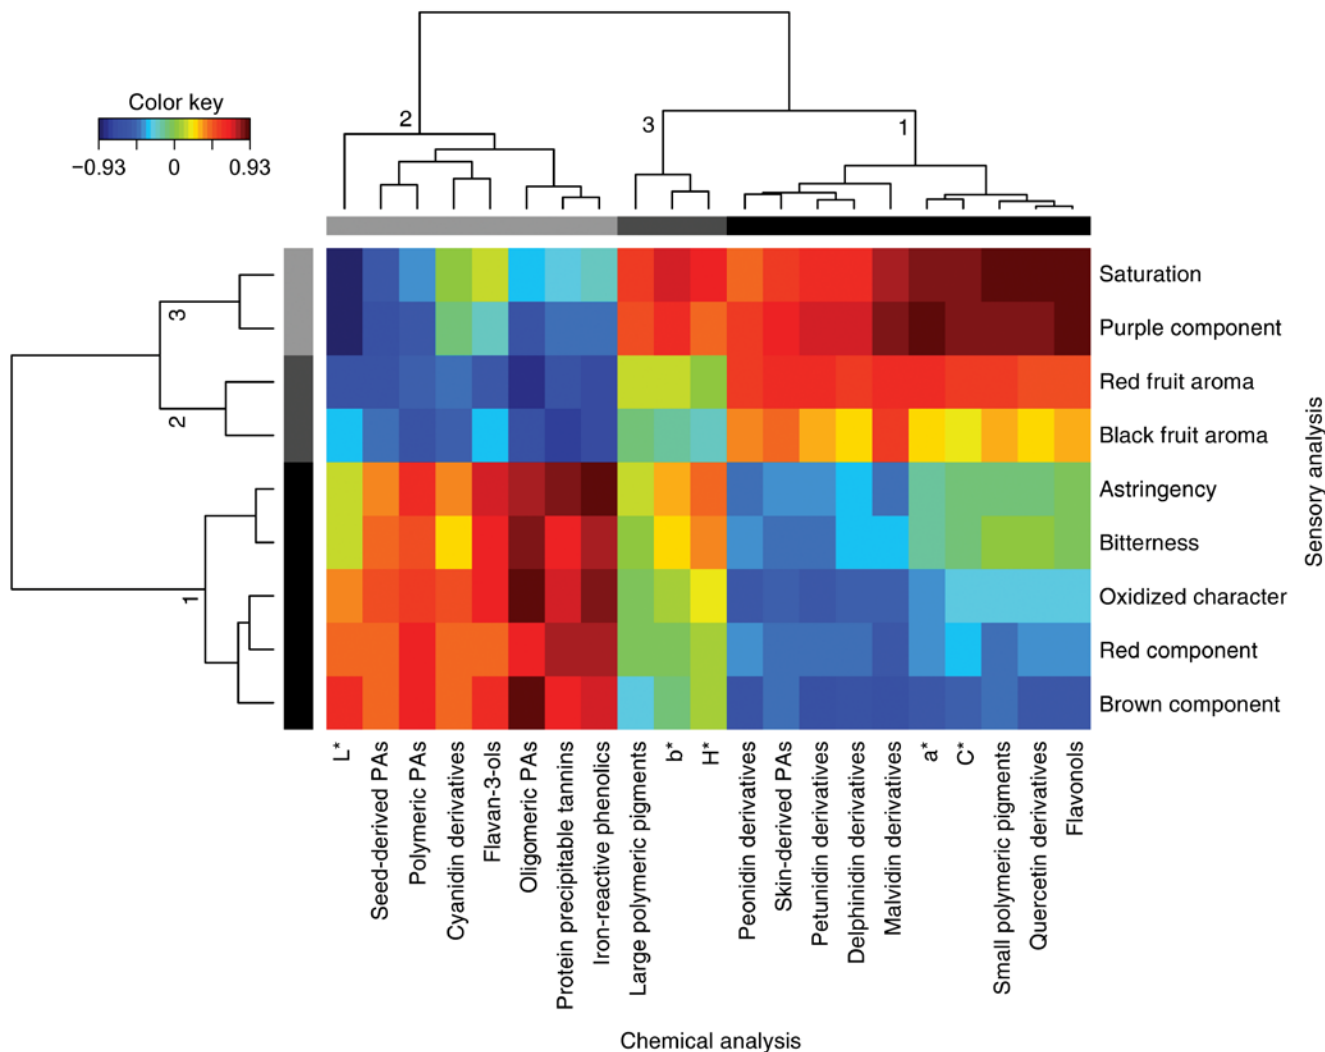 Color key
−0.93 0 0.93
2
3
1
3
2
1
Saturation
Purple component
Red fruit aroma
Black fruit aroma
Astringency
Bitterness
Oxidized character
Red component
Brown component
Sensory analysis
L*
Seed-derived PAs
Polymeric PAs
Cyanidin derivatives
Flavan-3-ols
Oligomeric PAs
Protein precipitable tannins
Iron-reactive phenolics
Large polymeric pigments
b*
H*
Peonidin derivatives
Skin-derived PAs
Petunidin derivatives
Delphinidin derivatives
Malvidin derivatives
a*
C*
Small polymeric pigments
Quercetin derivatives
Flavonols
Chemical analysis